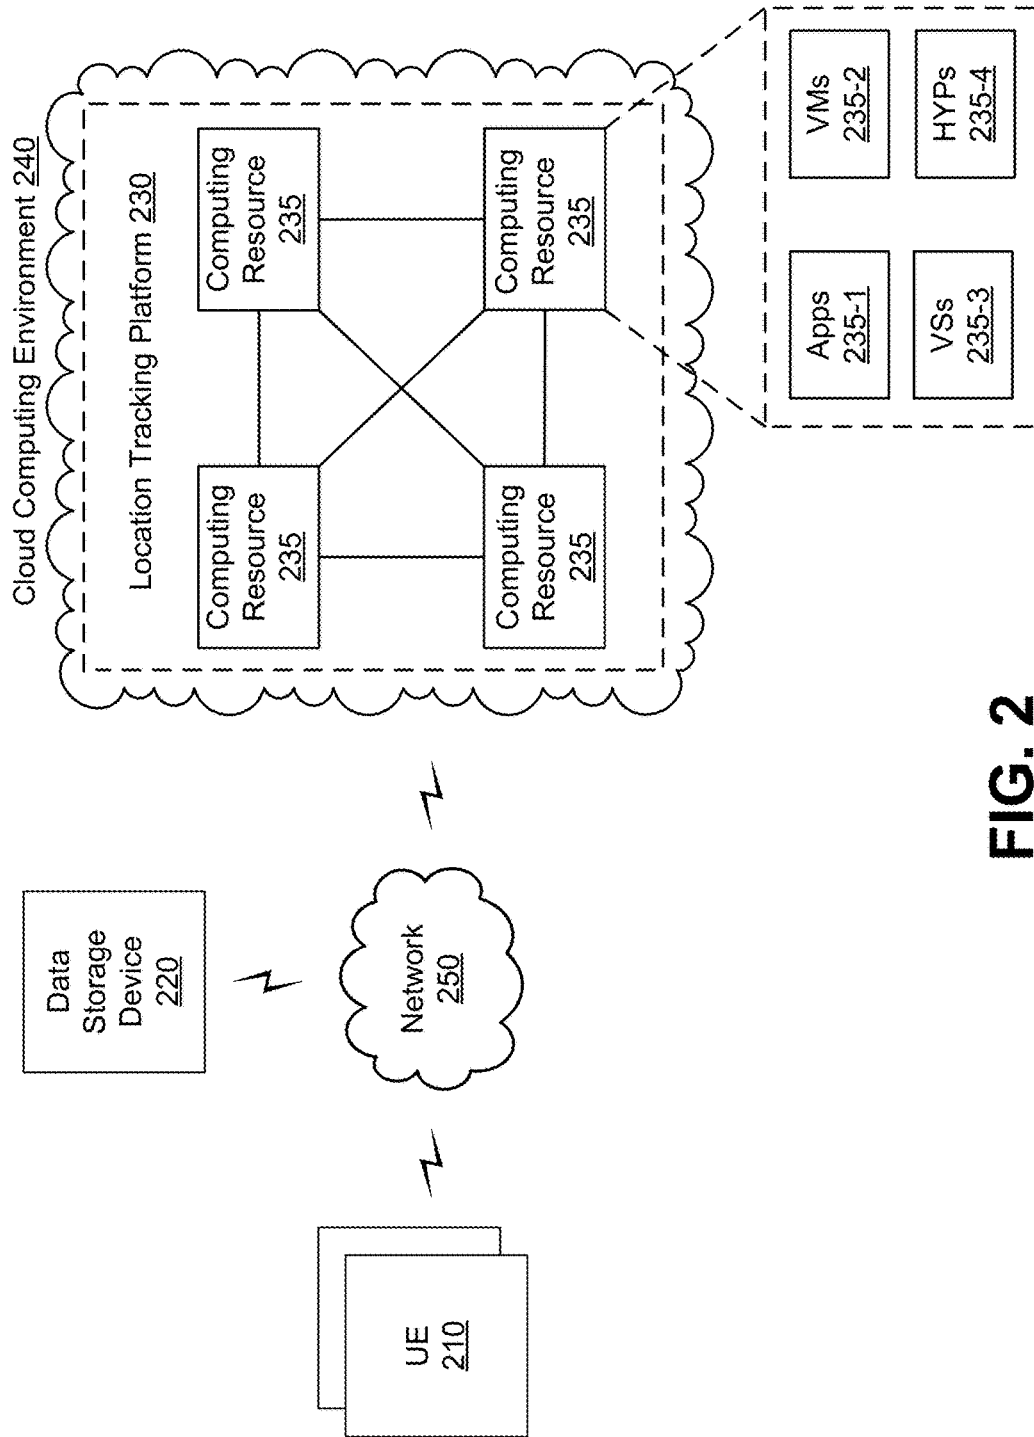 Cloud Computing Environment 240
Location Tracking Platform 230
Computing
Resource
235
Computing
Resource
235
Computing
Resource
235
Computing
Resource
235
Data
Storage
Device
220
Network
250
UE
210
Apps
235-1
VMs
235-2
VSs
235-3
HYPs
235-4
FIG. 2